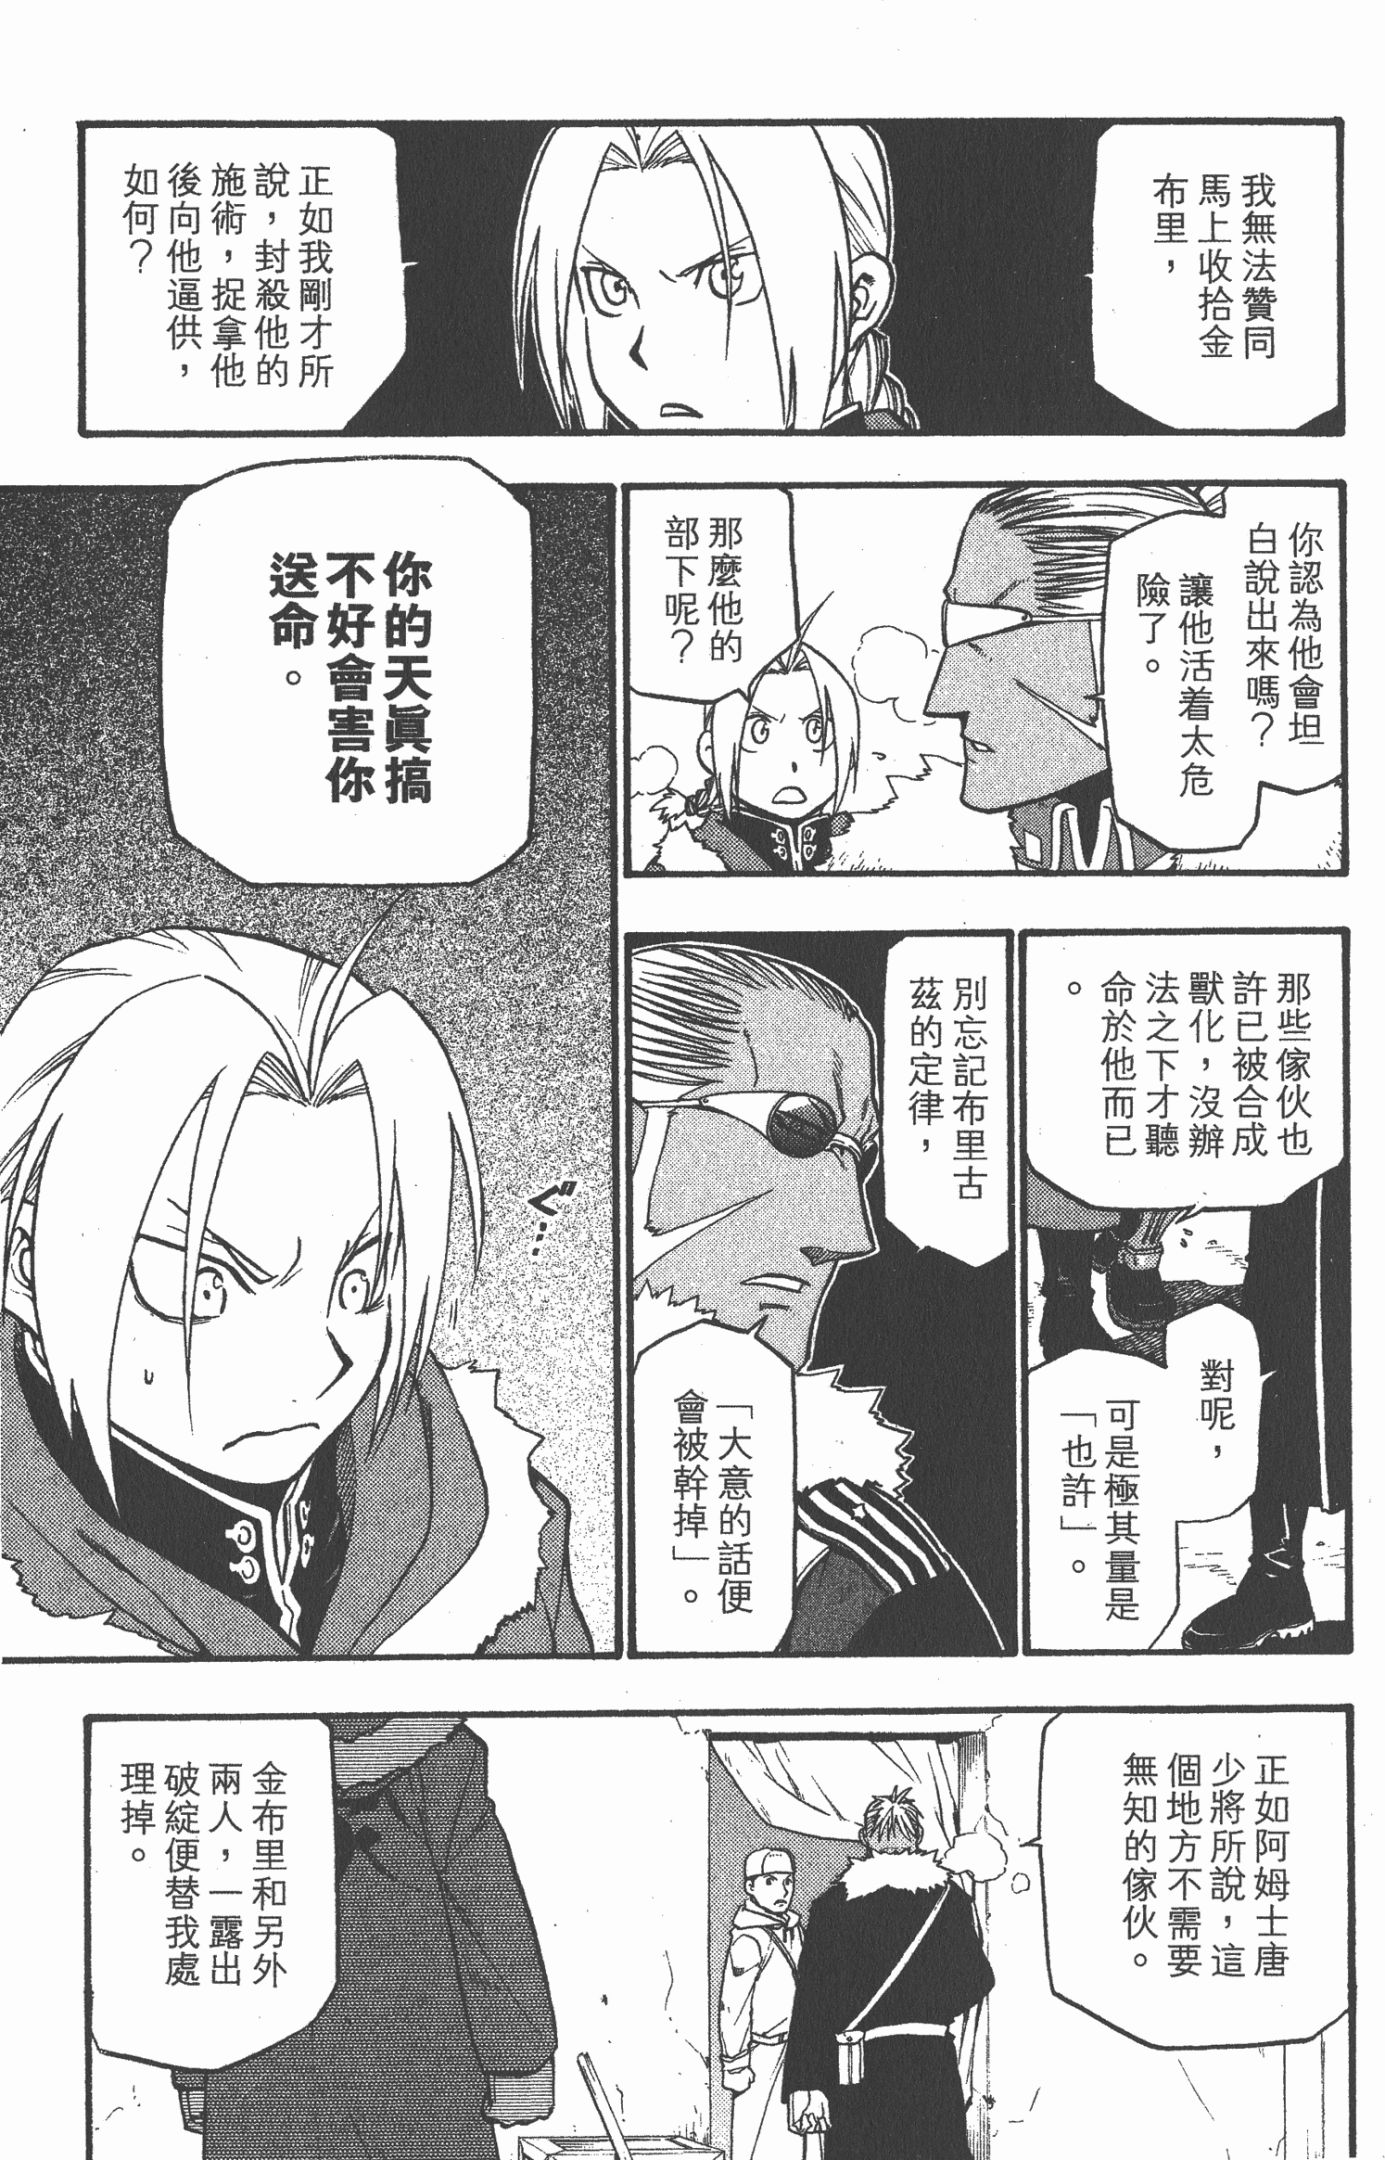 我無法贊同
馬上收拾金
布里，
正如我剛才所
說，封殺他的
施術，捉拿他
後向他逼供，
如何？
你認為他會坦
白說出來嗎？
讓他活着太危
險了。
那麼他的
部下呢？
那些傢伙也
許已被合成
獸化，沒辦
法之下才聽
命於他而已
。
對呢，
可是極其量是
「也許」。
別忘記布里古
茲的定律，
「大意的話便
會被幹掉」。
你的天眞搞
不好會害你
送命。
ぐ…
正如阿姆士唐
少將所說，這
個地方不需要
無知的傢伙。
金布里和另外
兩人，一露出
破綻便替我處
理掉。